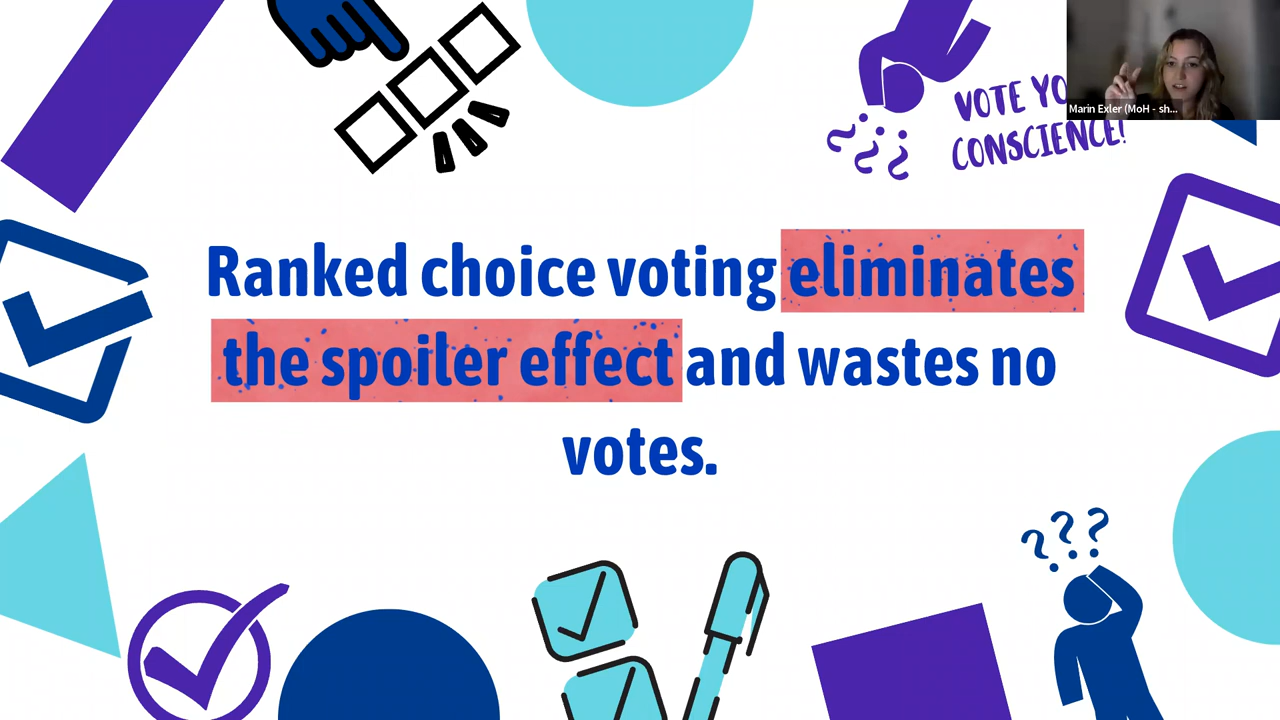 VOTE YO
Marin Exler (MoH - sh...
CONSCIENCE!
Ranked choice voting eliminates
the spoiler effect and wastes no
votes.
???
???